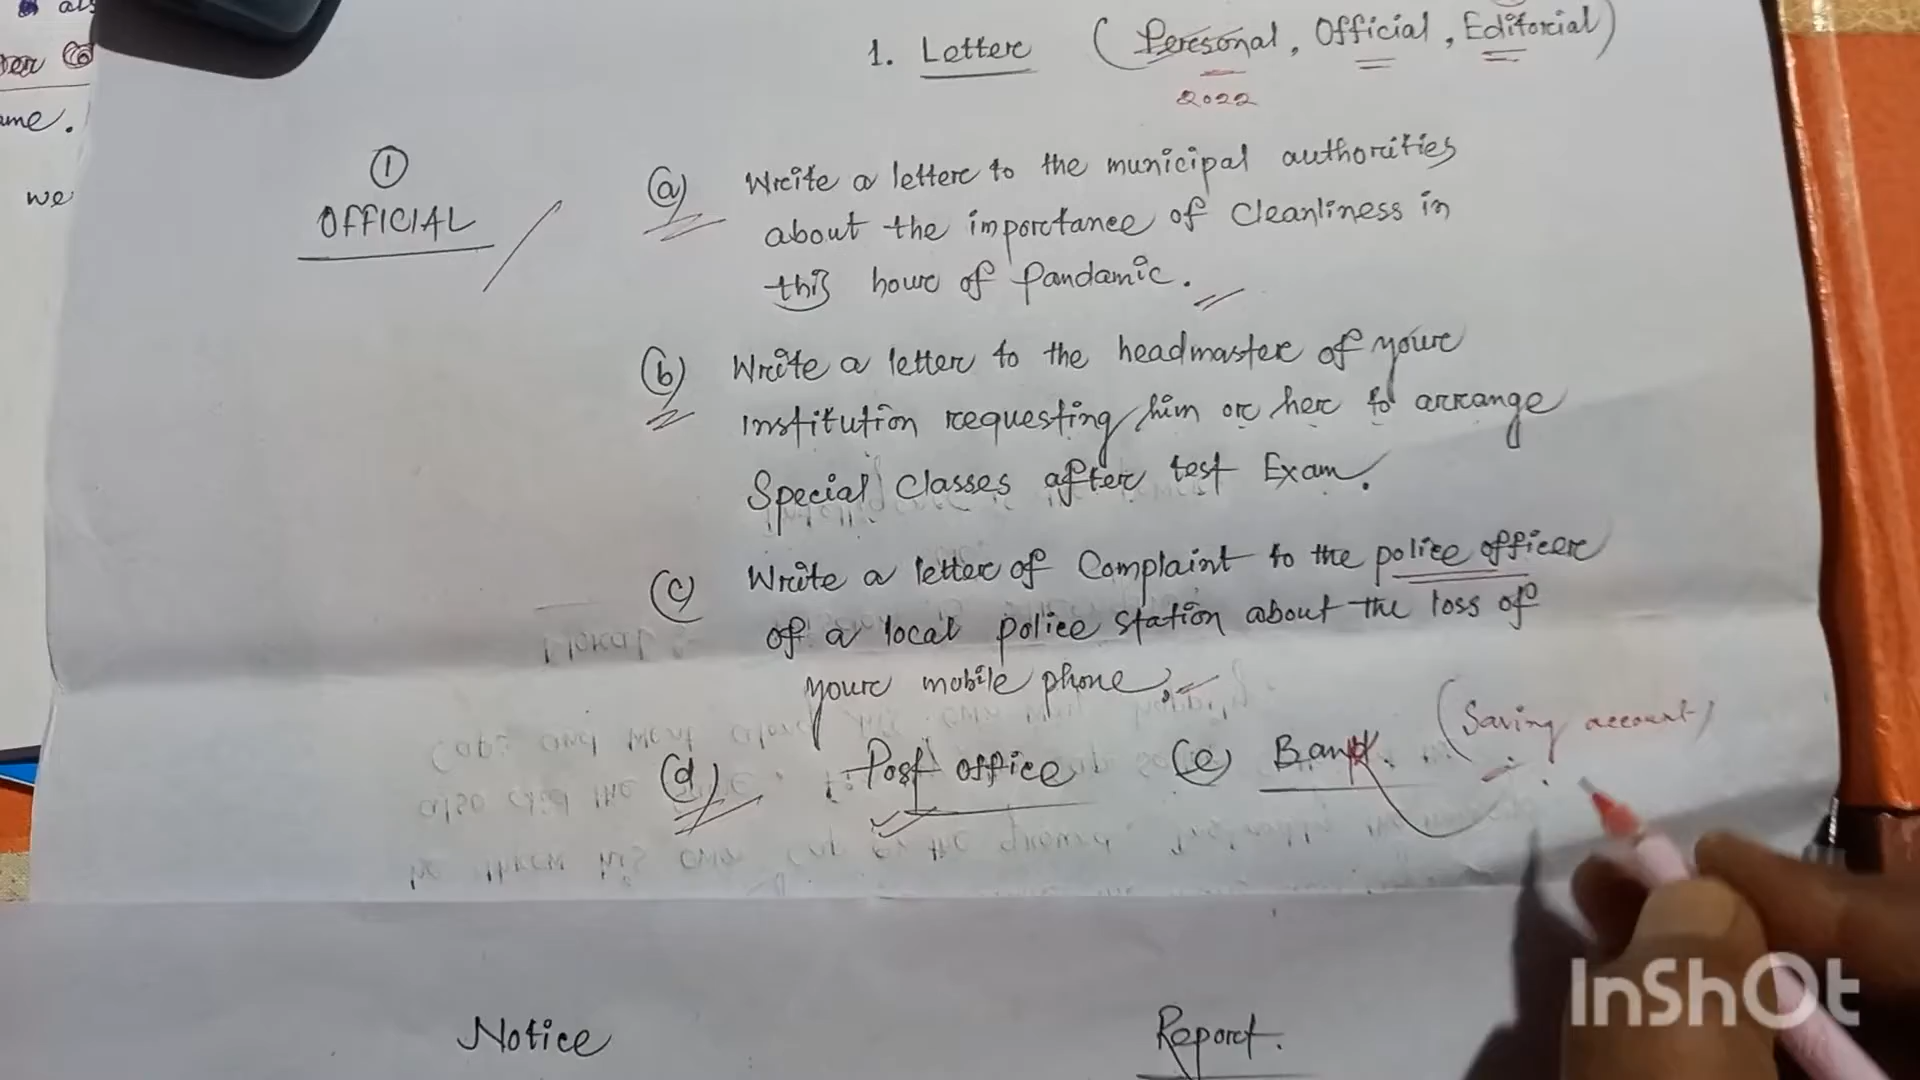 1. Letter (Personal, Official, Editorial)
2022
① OFFICIAL
(a) Write a letter to the municipal authorities
about the importance of cleanliness in
this hour of Pandamic.
(b) Write a letter to the headmaster of your
institution requesting him or her to arrange
Special Classes after test Exam.
(c) Write a letter of Complaint to the police officer
of a local police station about the loss of
your mobile phone.
(d) Post office (e) Bank (Saving account)
Notice Report.
we
InShOt